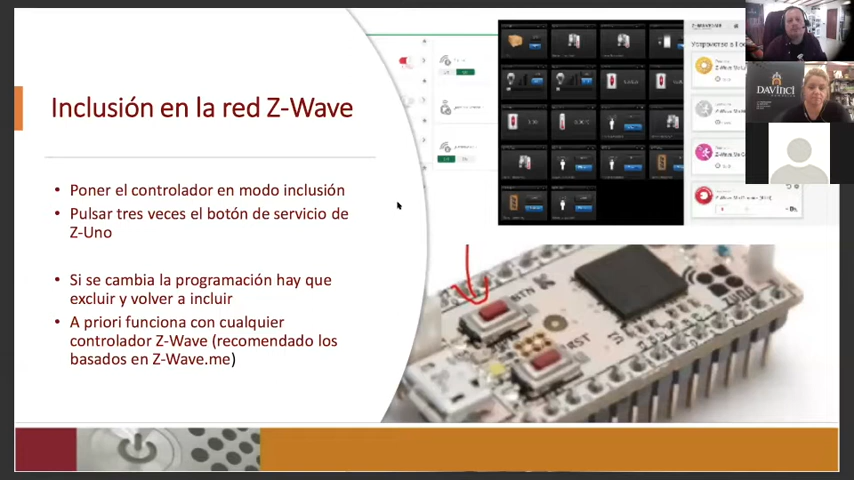 Inclusión en la red Z-Wave
• Poner el controlador en modo inclusión
• Pulsar tres veces el botón de servicio de
Z-Uno
• Si se cambia la programación hay que
excluir y volver a incluir
• A priori funciona con cualquier
controlador Z-Wave (recomendado los
basados en Z-Wave.me)
BTN
RST
DAVINCI